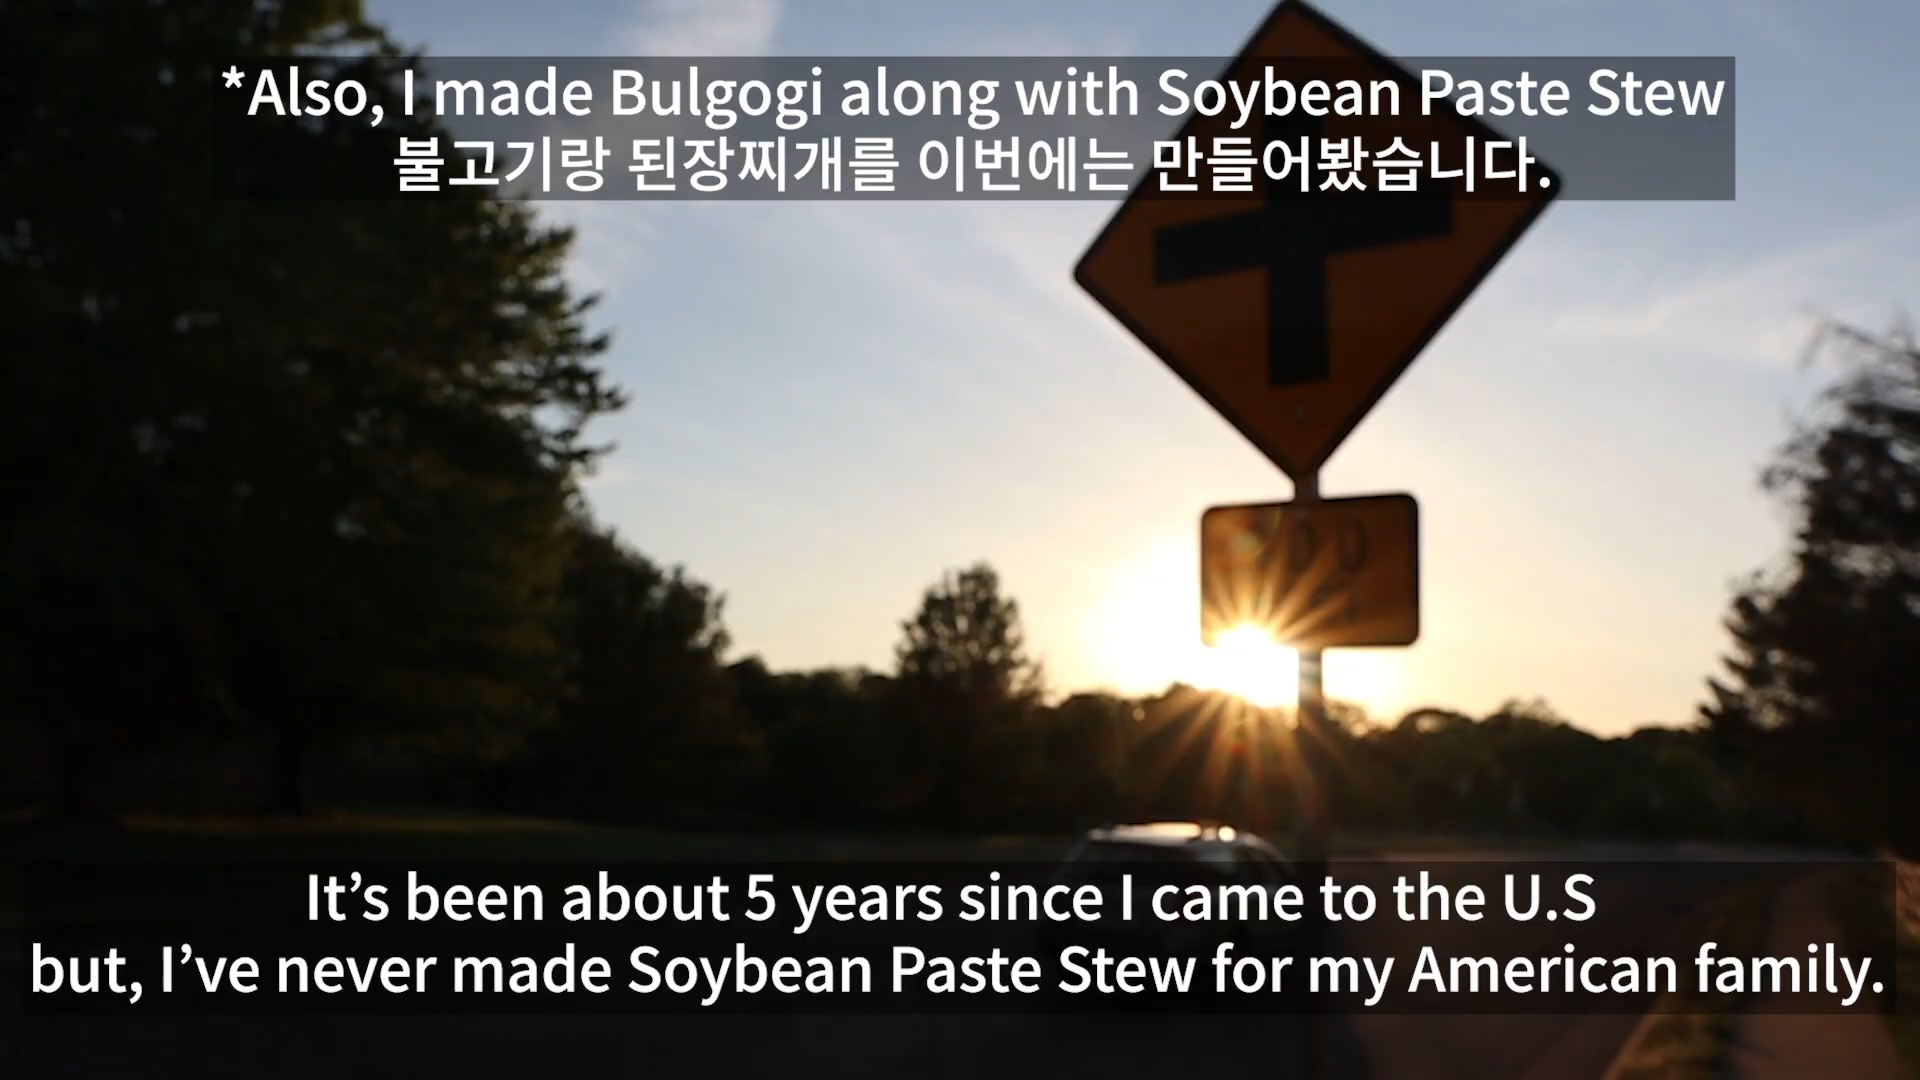 *Also, I made Bulgogi along with Soybean Paste Stew
불고기랑 된장찌개를 이번에는 만들어봤습니다.
It’s been about 5 years since I came to the U.S
but, I’ve never made Soybean Paste Stew for my American family.